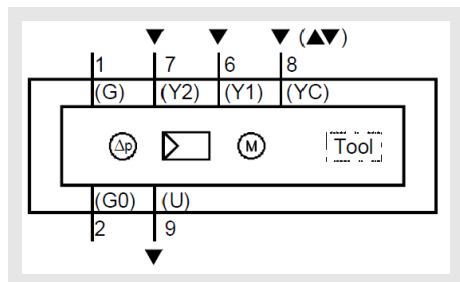 (▲▼)
1 7 6 8
(G) (Y2) (Y1) (YC)
Δp M Tool
(G0) (U)
2 9